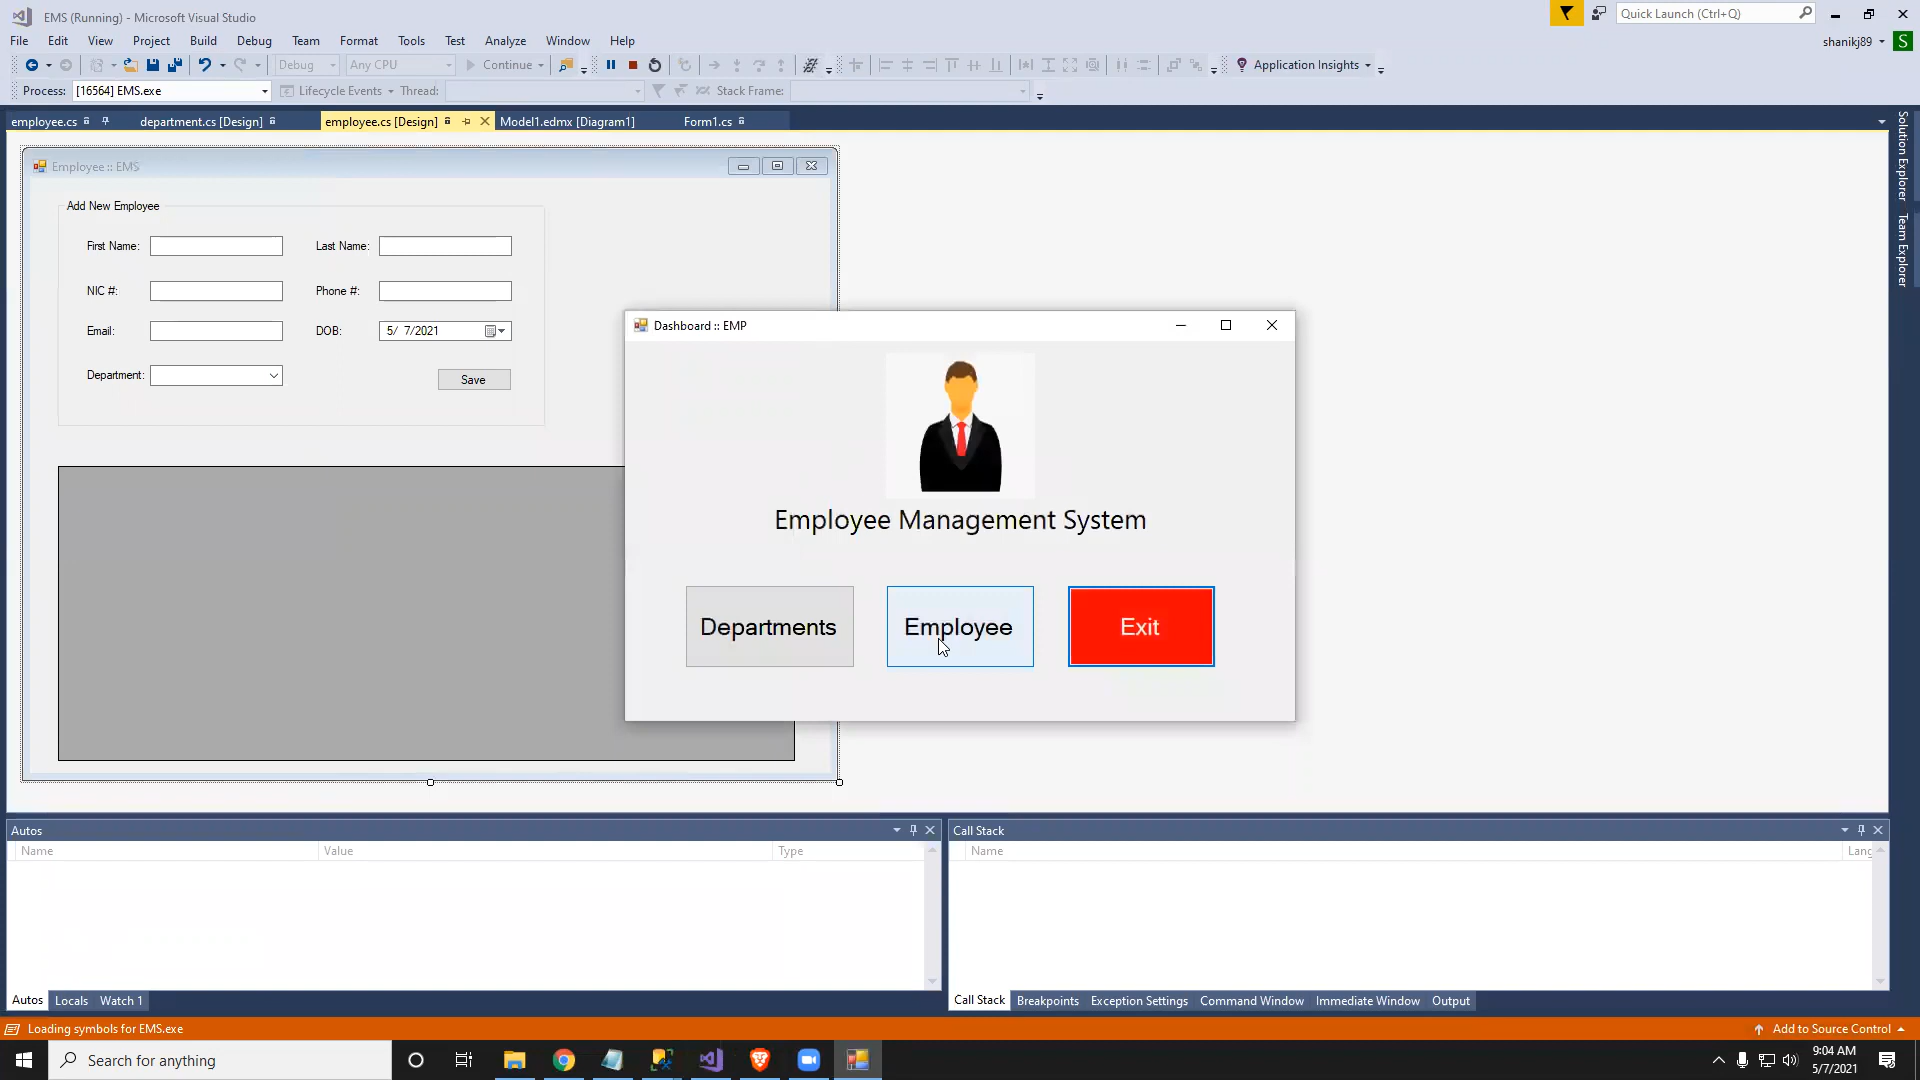 EMS (Running) - Microsoft Visual Studio
Quick Launch (Ctrl+Q)
File Edit View Project Build Debug Team Format Tools Test Analyze Window Help
shanikj89 S
Debug Any CPU Continue Application Insights
Process: [16564] EMS.exe Lifecycle Events Thread: Stack Frame:
employee.cs department.cs [Design] employee.cs [Design] Model1.edmx [Diagram1] Form1.cs
Solution Explorer
Team Explorer
Employee :: EMS
Add New Employee
First Name: Last Name:
NIC #: Phone #:
Email: DOB: 5/ 7/2021
Department: Save
Dashboard :: EMP
Employee Management System
Departments Employee Exit
Autos
Name Value Type
Call Stack
Name Lang
Autos Locals Watch 1
Call Stack Breakpoints Exception Settings Command Window Immediate Window Output
Loading symbols for EMS.exe
Add to Source Control
Search for anything
9:04 AM
5/7/2021